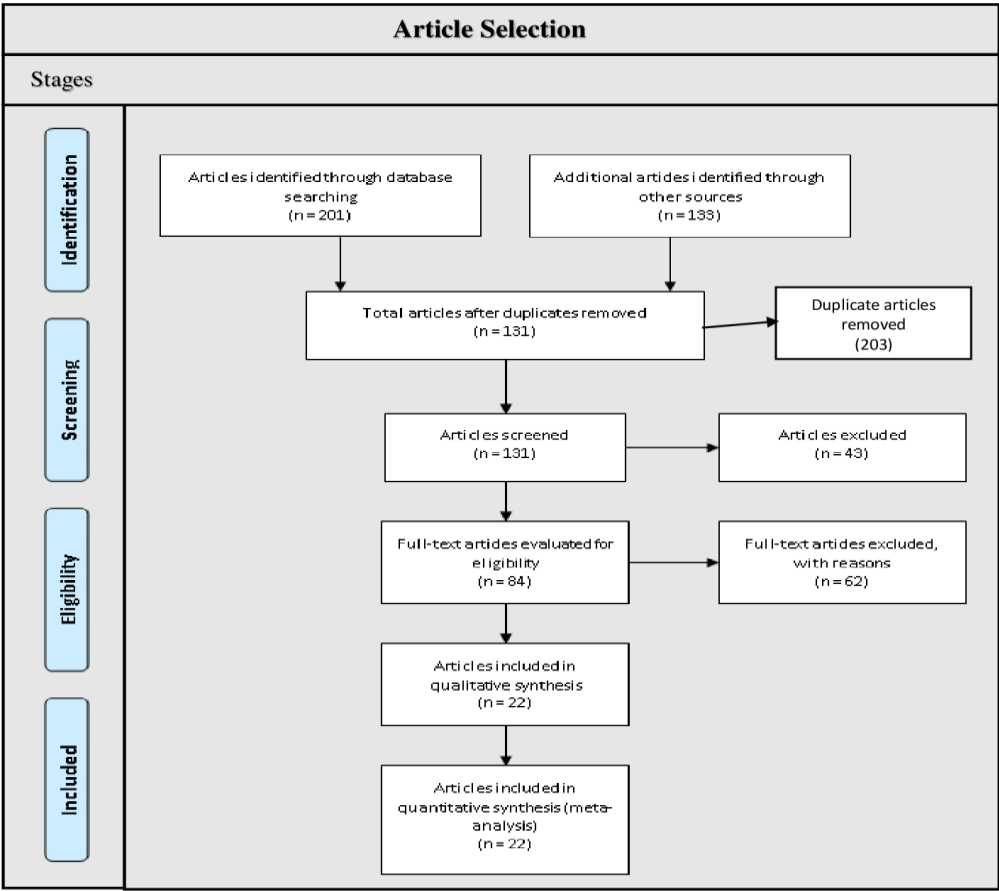 Article Selection
Stages
Identification
Articles identified through database
searching
(n = 201)
Additional articles identified through
other sources
(n = 133)
Total articles after duplicates removed
(n = 131)
Duplicate articles
removed
(203)
Screening
Articles screened
(n = 131)
Articles excluded
(n = 43)
Eligibility
Full-text articles evaluated for
eligibility
(n = 84)
Full-text articles excluded,
with reasons
(n = 62)
Articles included in
qualitative synthesis
(n = 22)
Included
Articles included in
quantitative synthesis (meta-
analysis)
(n = 22)